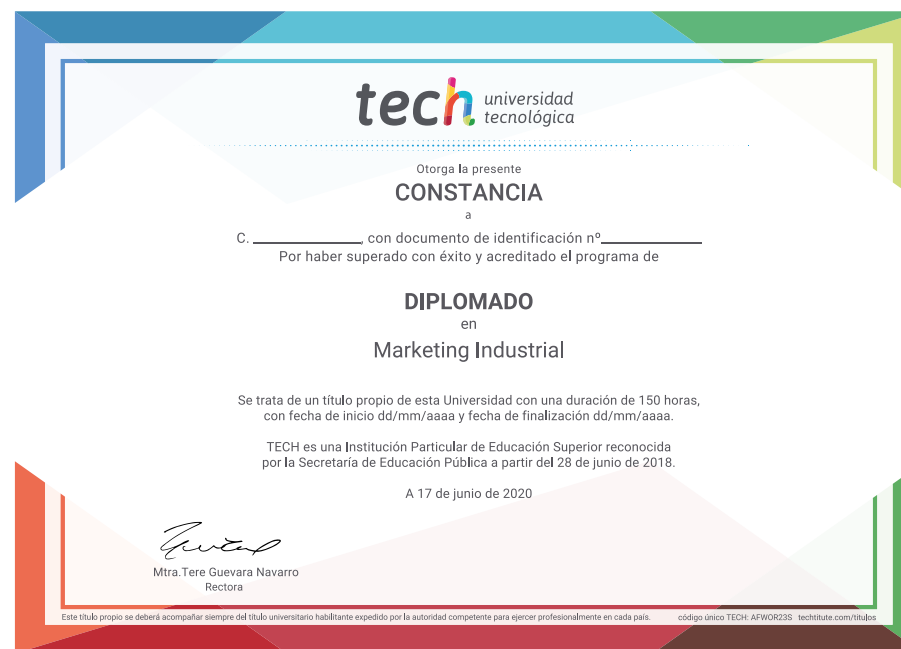 tech universidad
tecnológica
Otorga la presente
CONSTANCIA
a
C. ______________, con documento de identificación nº_____________
Por haber superado con éxito y acreditado el programa de
DIPLOMADO
en
Marketing Industrial
Se trata de un título propio de esta Universidad con una duración de 150 horas,
con fecha de inicio dd/mm/aaaa y fecha de finalización dd/mm/aaaa.
TECH es una Institución Particular de Educación Superior reconocida
por la Secretaría de Educación Pública a partir del 28 de junio de 2018.
A 17 de junio de 2020
Mtra.Tere Guevara Navarro
Rectora
Este título propio se deberá acompañar siempre del título universitario habilitante expedido por la autoridad competente para ejercer profesionalmente en cada país. código único TECH: AFWOR23S techtitute.com/titulos